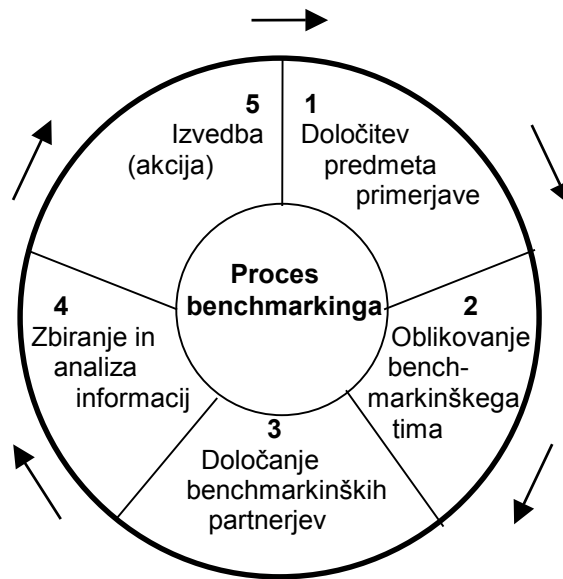 5
Izvedba
(akcija)
1
Določitev
predmeta
primerjave
Proces
benchmarkinga
2
Oblikovanje
bench-
markinškega
tima
3
Določanje
benchmarkinških
partnerjev
4
Zbiranje in
analiza
informacij